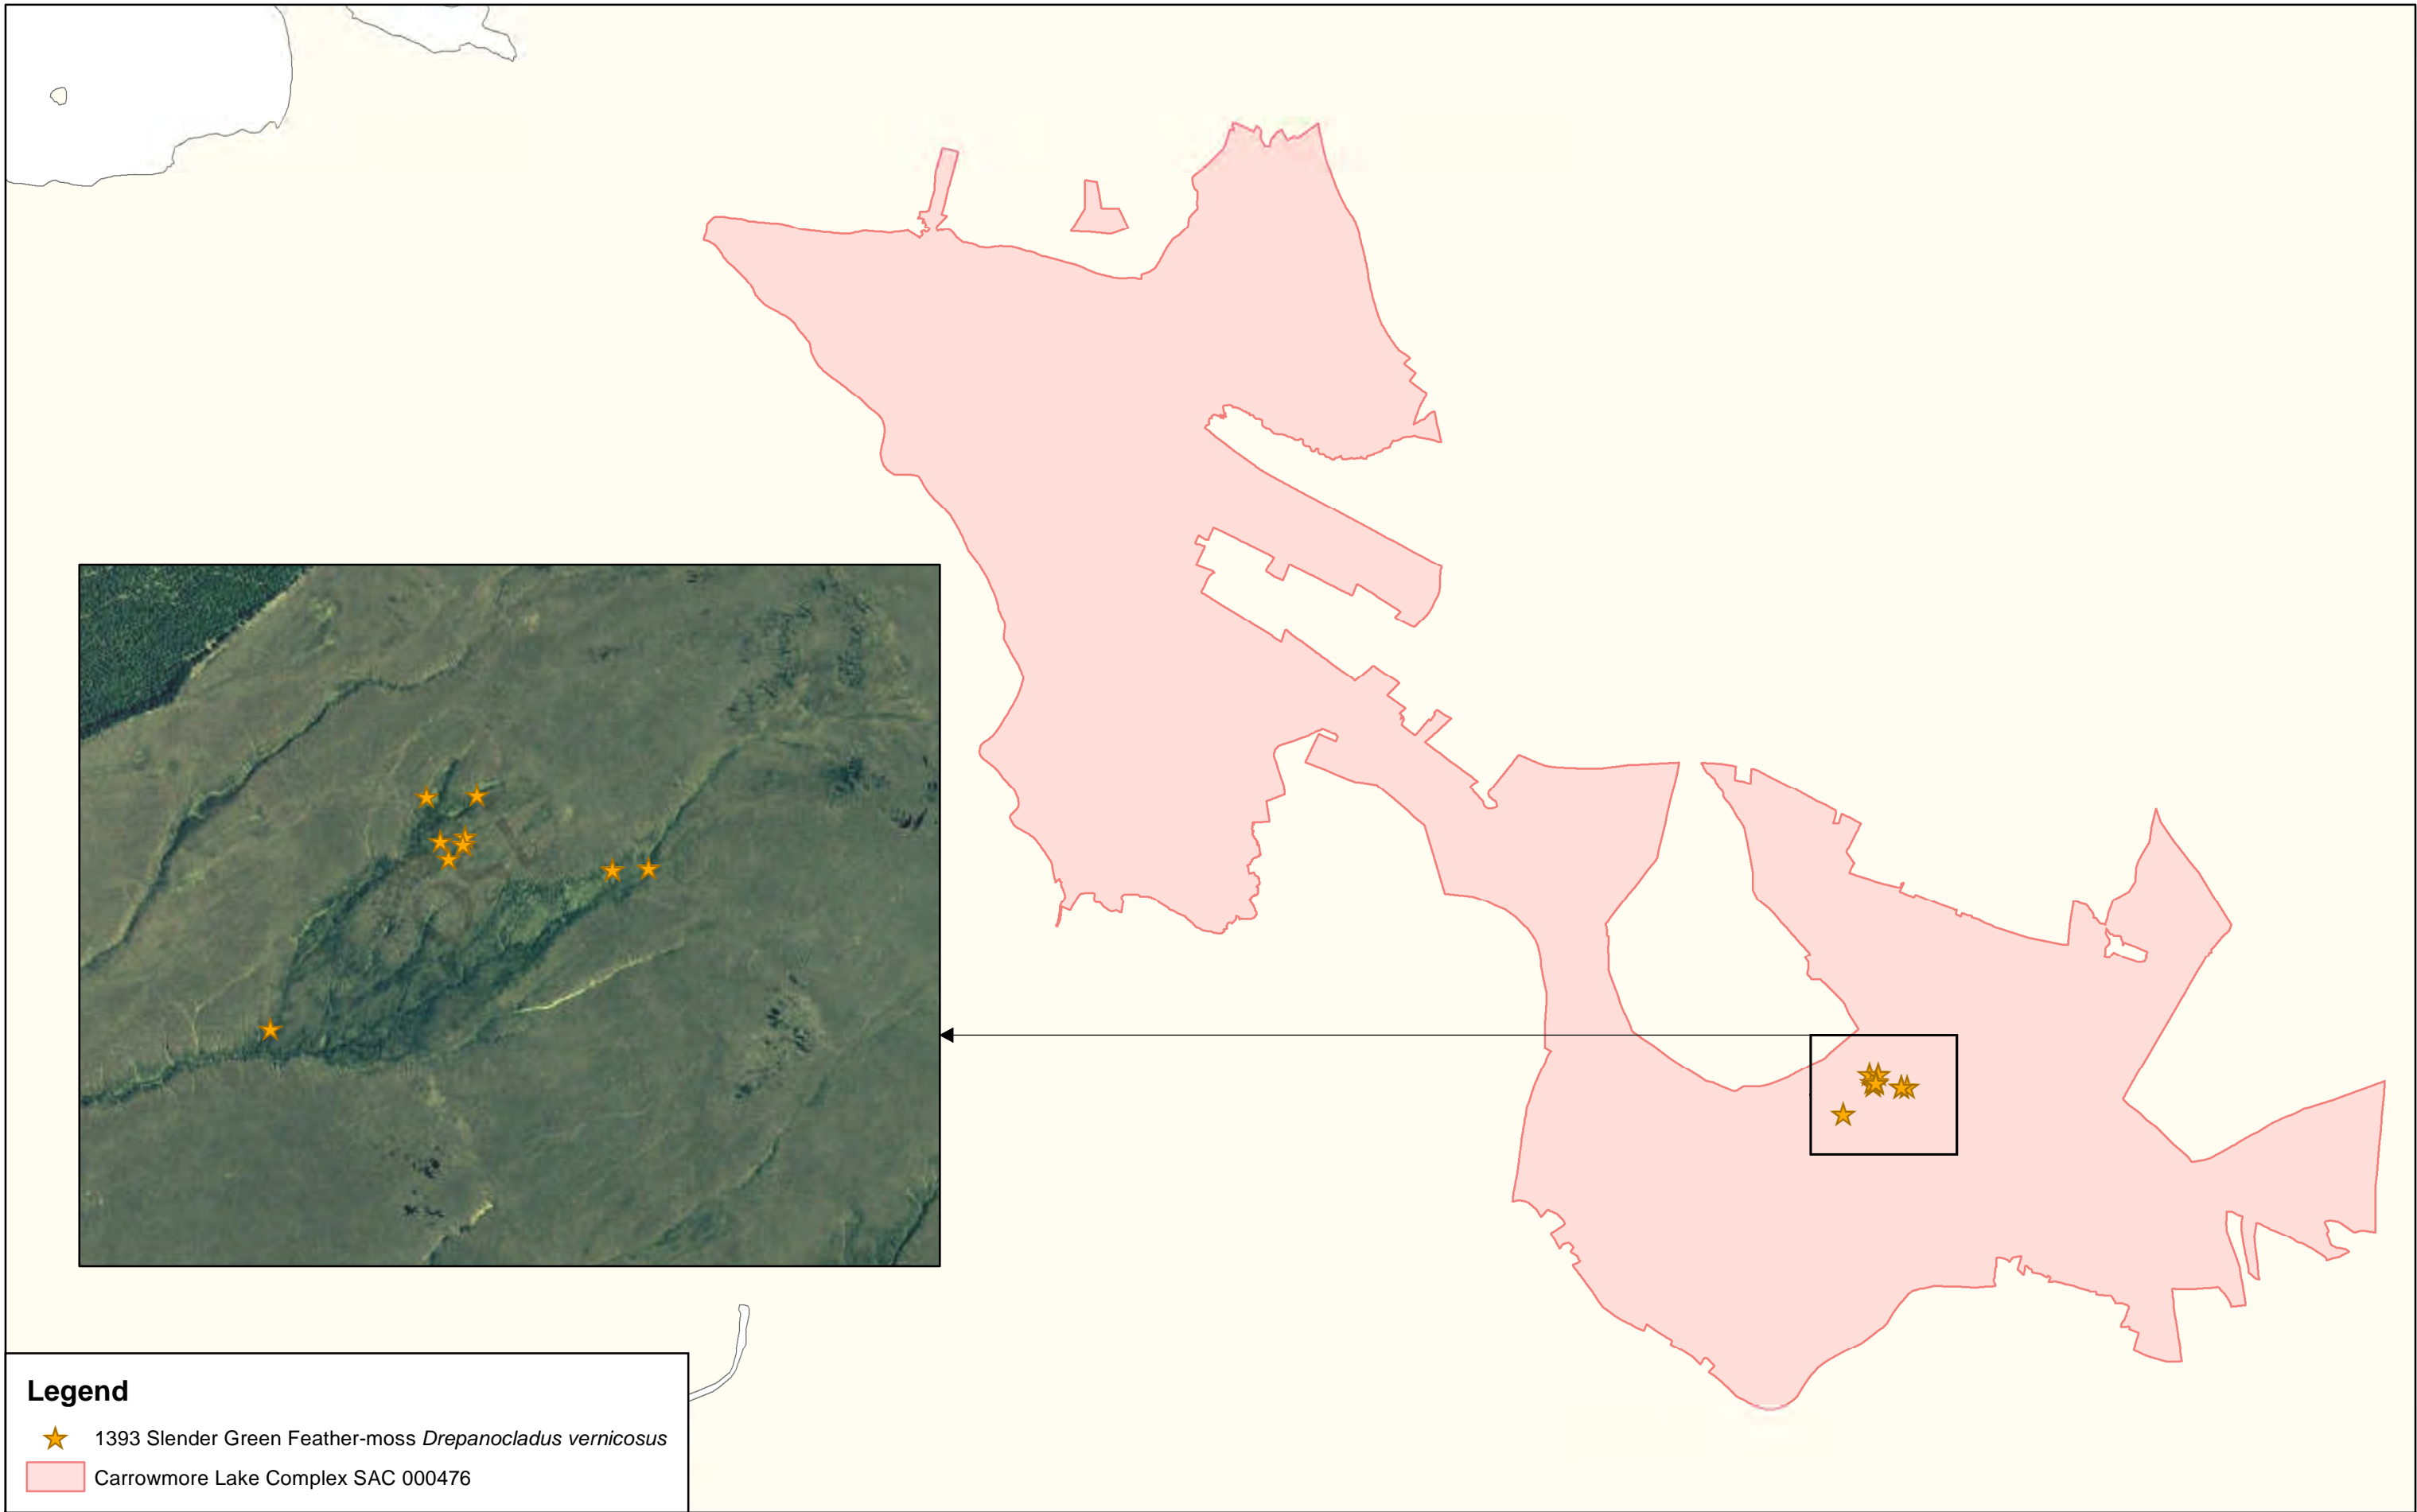 Legend
1393 Slender Green Feather-moss Drepanocladus vernicosus
Carrowmore Lake Complex SAC 000476